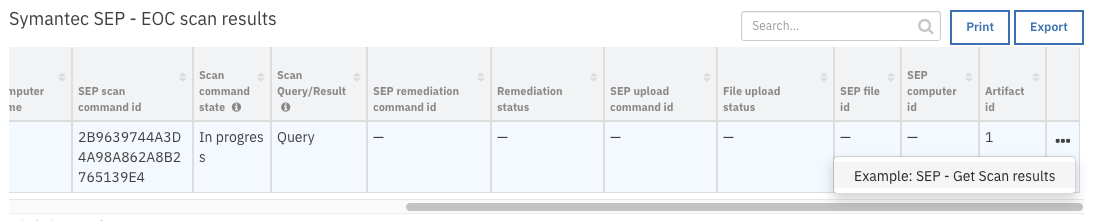 Symantec SEP - EOC scan results
Search...
Print
Export
mputer
me
SEP scan
command id
Scan
command
state
Scan
Query/Result
SEP remediation
command id
Remediation
status
SEP upload
command id
File upload
status
SEP file
id
SEP
computer
id
Artifact
id
2B9639744A3D
4A98A862A8B2
765139E4
In progres
s
Query
—
—
—
—
—
—
1
Example: SEP - Get Scan results